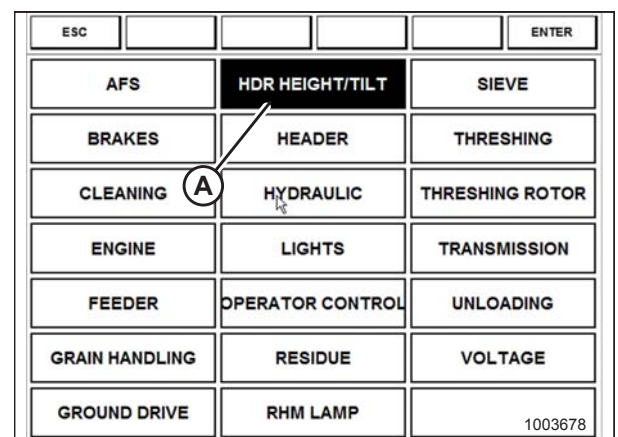 ESC ENTER
AFS HDR HEIGHT/TILT SIEVE
BRAKES HEADER THRESHING
CLEANING A HYDRAULIC THRESHING ROTOR
ENGINE LIGHTS TRANSMISSION
FEEDER OPERATOR CONTROL UNLOADING
GRAIN HANDLING RESIDUE VOLTAGE
GROUND DRIVE RHM LAMP
1003678